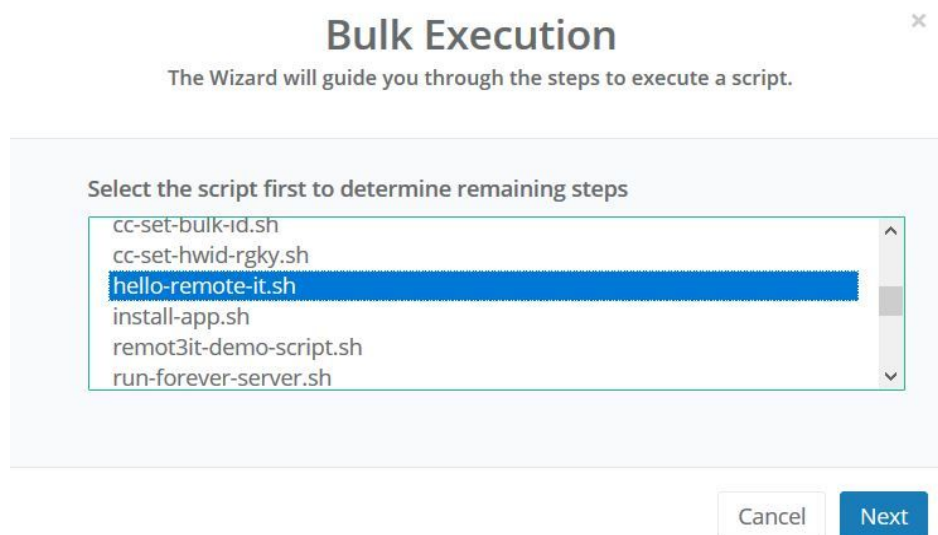 Bulk Execution
The Wizard will guide you through the steps to execute a script.
Select the script first to determine remaining steps
cc-set-bulk-id.sh
cc-set-hwid-rgky.sh
hello-remote-it.sh
install-app.sh
remot3it-demo-script.sh
run-forever-server.sh
Cancel
Next